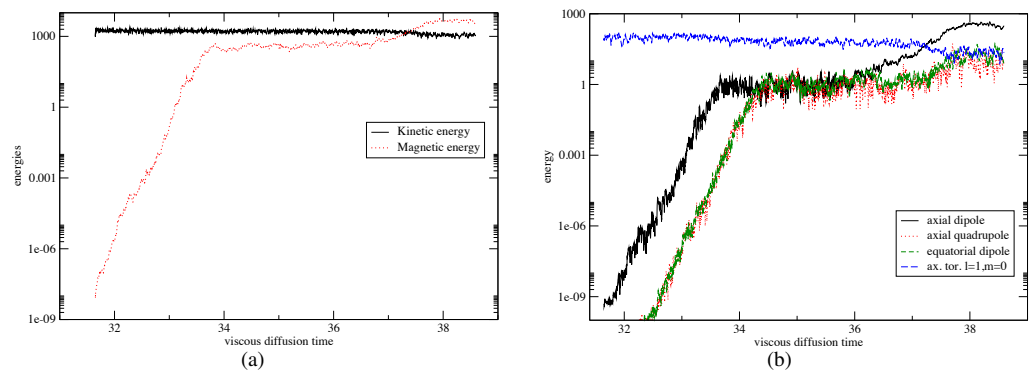 1000
1
0.001
1e-06
1e-09
energies
32
34
36
38
viscous diffusion time
Kinetic energy
Magnetic energy
(a)
1000
1
0.001
1e-06
1e-09
energy
32
34
36
38
viscous diffusion time
axial dipole
axial quadrupole
equatorial dipole
ax. tor. l=1,m=0
(b)